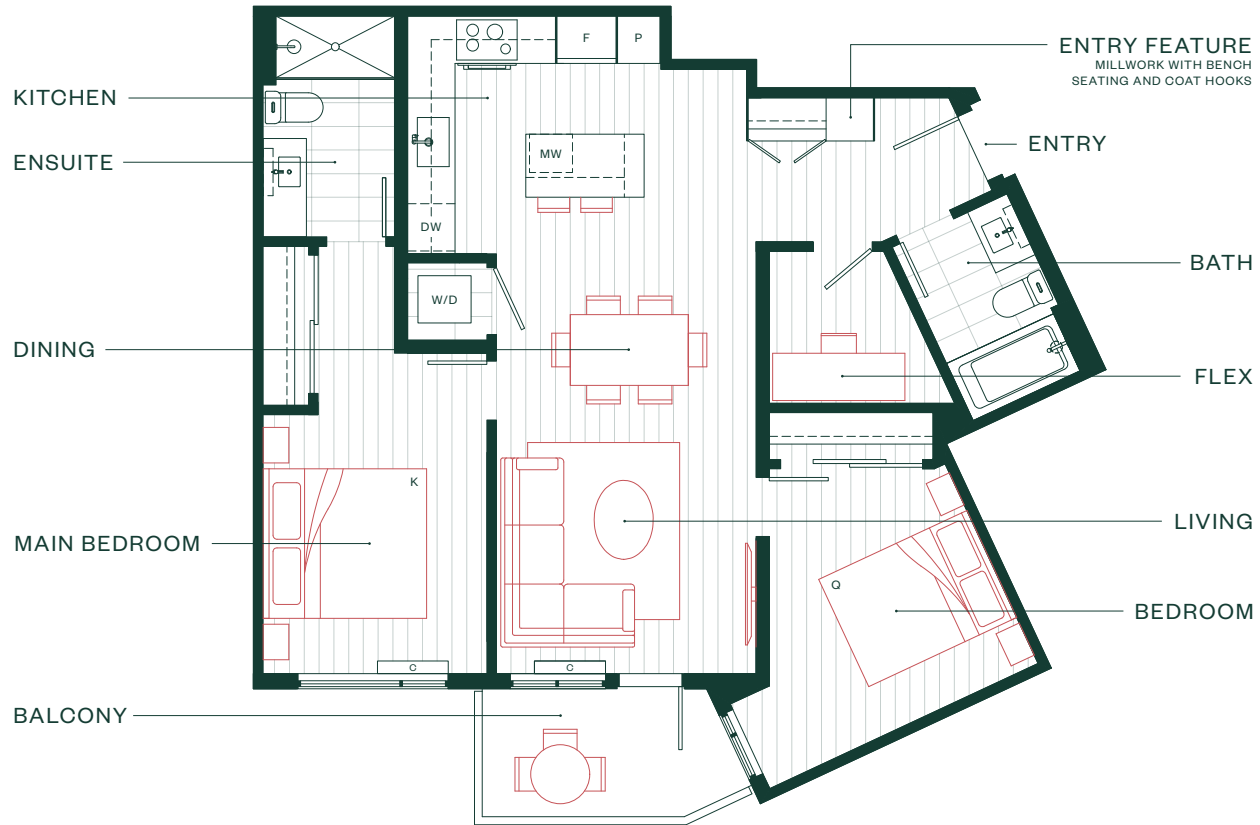 F
P
ENTRY FEATURE
MILLWORK WITH BENCH
SEATING AND COAT HOOKS
KITCHEN
ENTRY
MW
ENSUITE
DW
BATH
W/D
DINING
FLEX
K
LIVING
MAIN BEDROOM
Q
BEDROOM
C
C
BALCONY